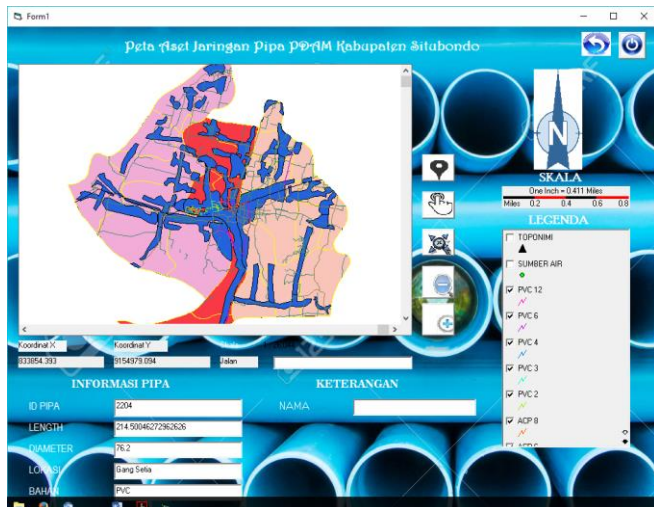 Form1
Peta Aset Jaringan Pipa PDAM Kabupaten Situbondo
N
SKALA
One Inch = 0.411 Miles
Miles 0.2 0.4 0.6 0.8
LEGENDA
TOPONIMI
SUMBER AIR
PVC 12
PVC 6
PVC 4
PVC 3
PVC 2
ACP 8
Koordinat X
Koordinat Y
833854.393
9154979.094
Jalan
INFORMASI PIPA
KETERANGAN
ID PIPA 2204
NAMA
LENGTH 214.50046272962626
DIAMETER 76.2
LOKASI Gang Setia
BAHAN PVC